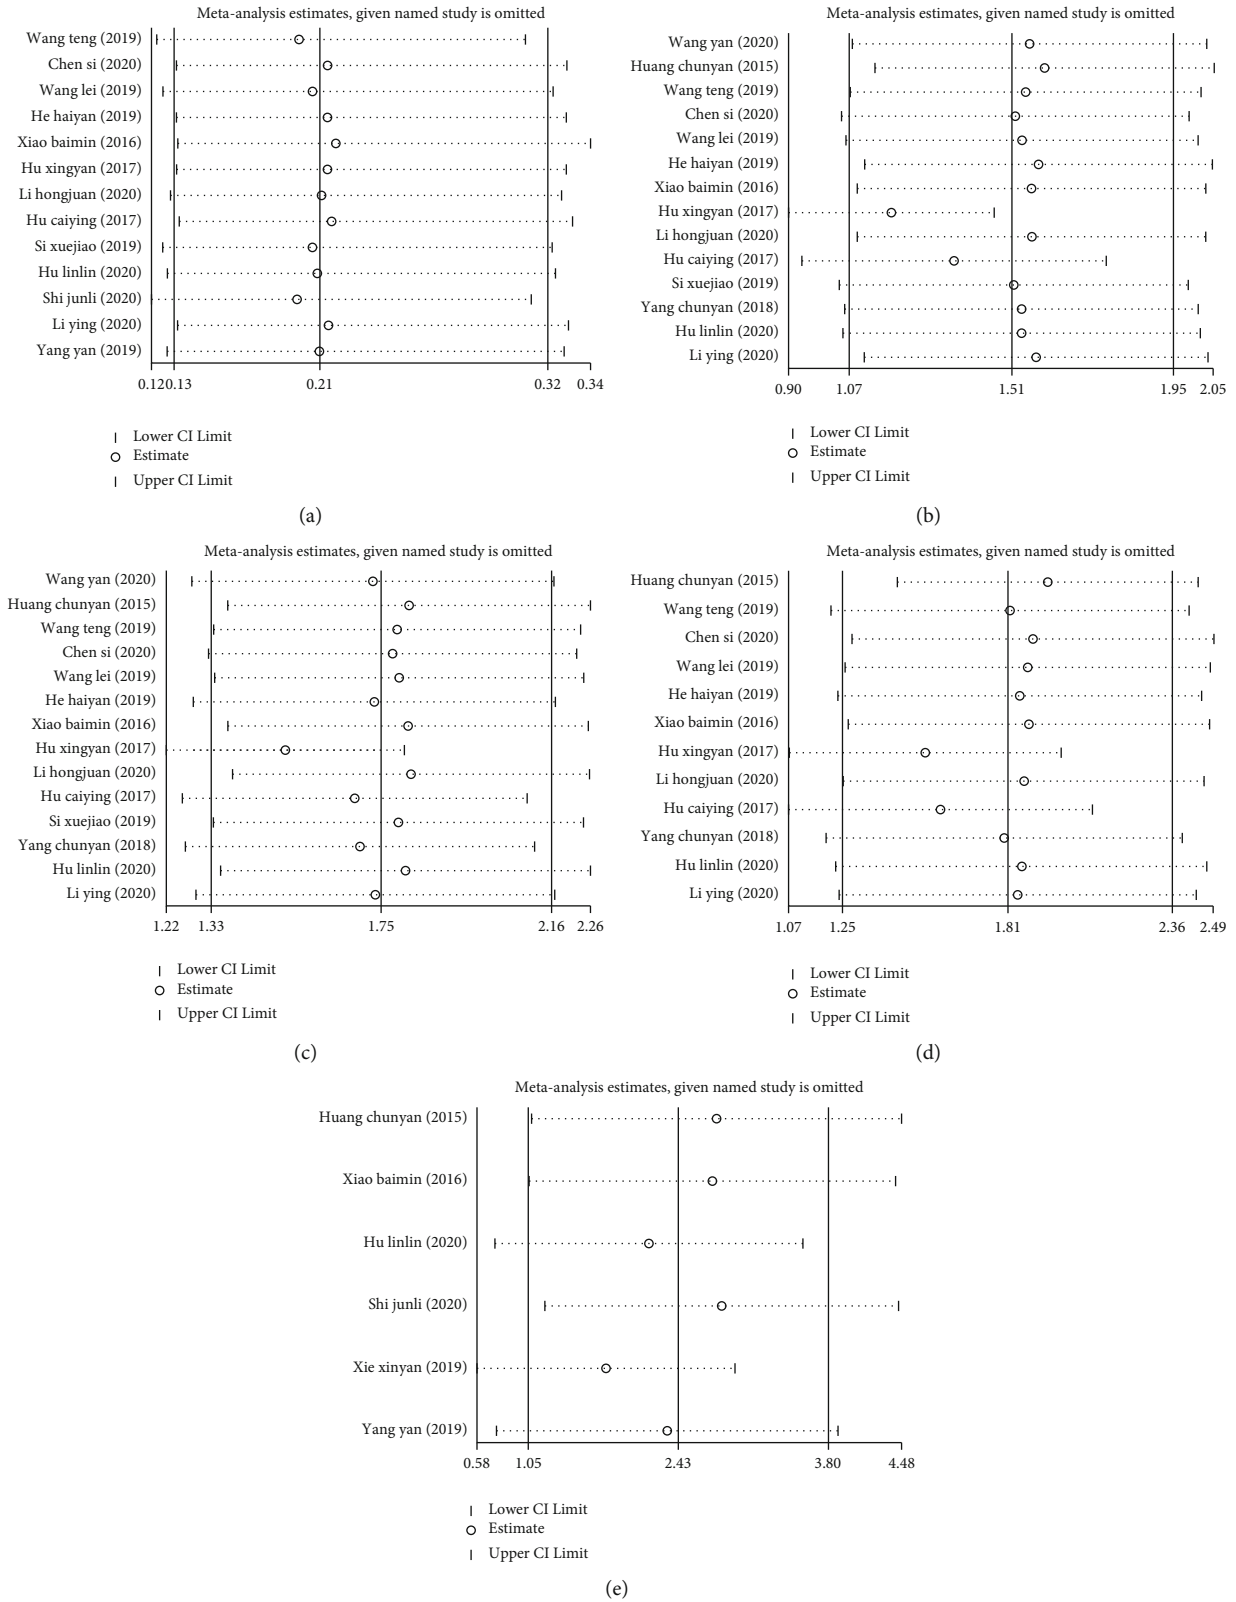 Meta-analysis estimates, given named study is omitted
Wang teng (2019)
Chen si (2020)
Wang lei (2019)
He haiyan (2019)
Xiao baimin (2016)
Hu xingyan (2017)
Li hongjuan (2020)
Hu caiying (2017)
Si xuejiao (2019)
Hu linlin (2020)
Shi junli (2020)
Li ying (2020)
Yang yan (2019)
0.12 0.13 0.21 0.32 0.34
Lower CI Limit
Estimate
Upper CI Limit
(a)
Meta-analysis estimates, given named study is omitted
Wang yan (2020)
Huang chunyan (2015)
Wang teng (2019)
Chen si (2020)
Wang lei (2019)
He haiyan (2019)
Xiao baimin (2016)
Hu xingyan (2017)
Li hongjuan (2020)
Hu caiying (2017)
Si xuejiao (2019)
Yang chunyan (2018)
Hu linlin (2020)
Li ying (2020)
0.90 1.07 1.51 1.95 2.05
Lower CI Limit
Estimate
Upper CI Limit
(b)
Meta-analysis estimates, given named study is omitted
Wang yan (2020)
Huang chunyan (2015)
Wang teng (2019)
Chen si (2020)
Wang lei (2019)
He haiyan (2019)
Xiao baimin (2016)
Hu xingyan (2017)
Li hongjuan (2020)
Hu caiying (2017)
Si xuejiao (2019)
Yang chunyan (2018)
Hu linlin (2020)
Li ying (2020)
1.22 1.33 1.75 2.16 2.26
Lower CI Limit
Estimate
Upper CI Limit
(c)
Meta-analysis estimates, given named study is omitted
Huang chunyan (2015)
Wang teng (2019)
Chen si (2020)
Wang lei (2019)
He haiyan (2019)
Xiao baimin (2016)
Hu xingyan (2017)
Li hongjuan (2020)
Hu caiying (2017)
Yang chunyan (2018)
Hu linlin (2020)
Li ying (2020)
1.07 1.25 1.81 2.36 2.49
Lower CI Limit
Estimate
Upper CI Limit
(d)
Meta-analysis estimates, given named study is omitted
Huang chunyan (2015)
Xiao baimin (2016)
Hu linlin (2020)
Shi junli (2020)
Xie xinyan (2019)
Yang yan (2019)
0.58 1.05 2.43 3.80 4.48
Lower CI Limit
Estimate
Upper CI Limit
(e)